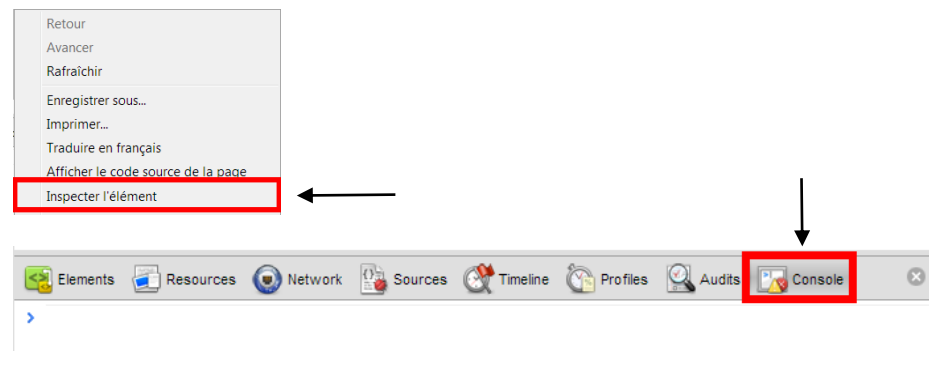 Retour
Avancer
Rafraîchir
Enregistrer sous...
Imprimer...
Traduire en français
Afficher le code source de la page
Inspecter l'élément
Elements Resources Network Sources Timeline Profiles Audits Console